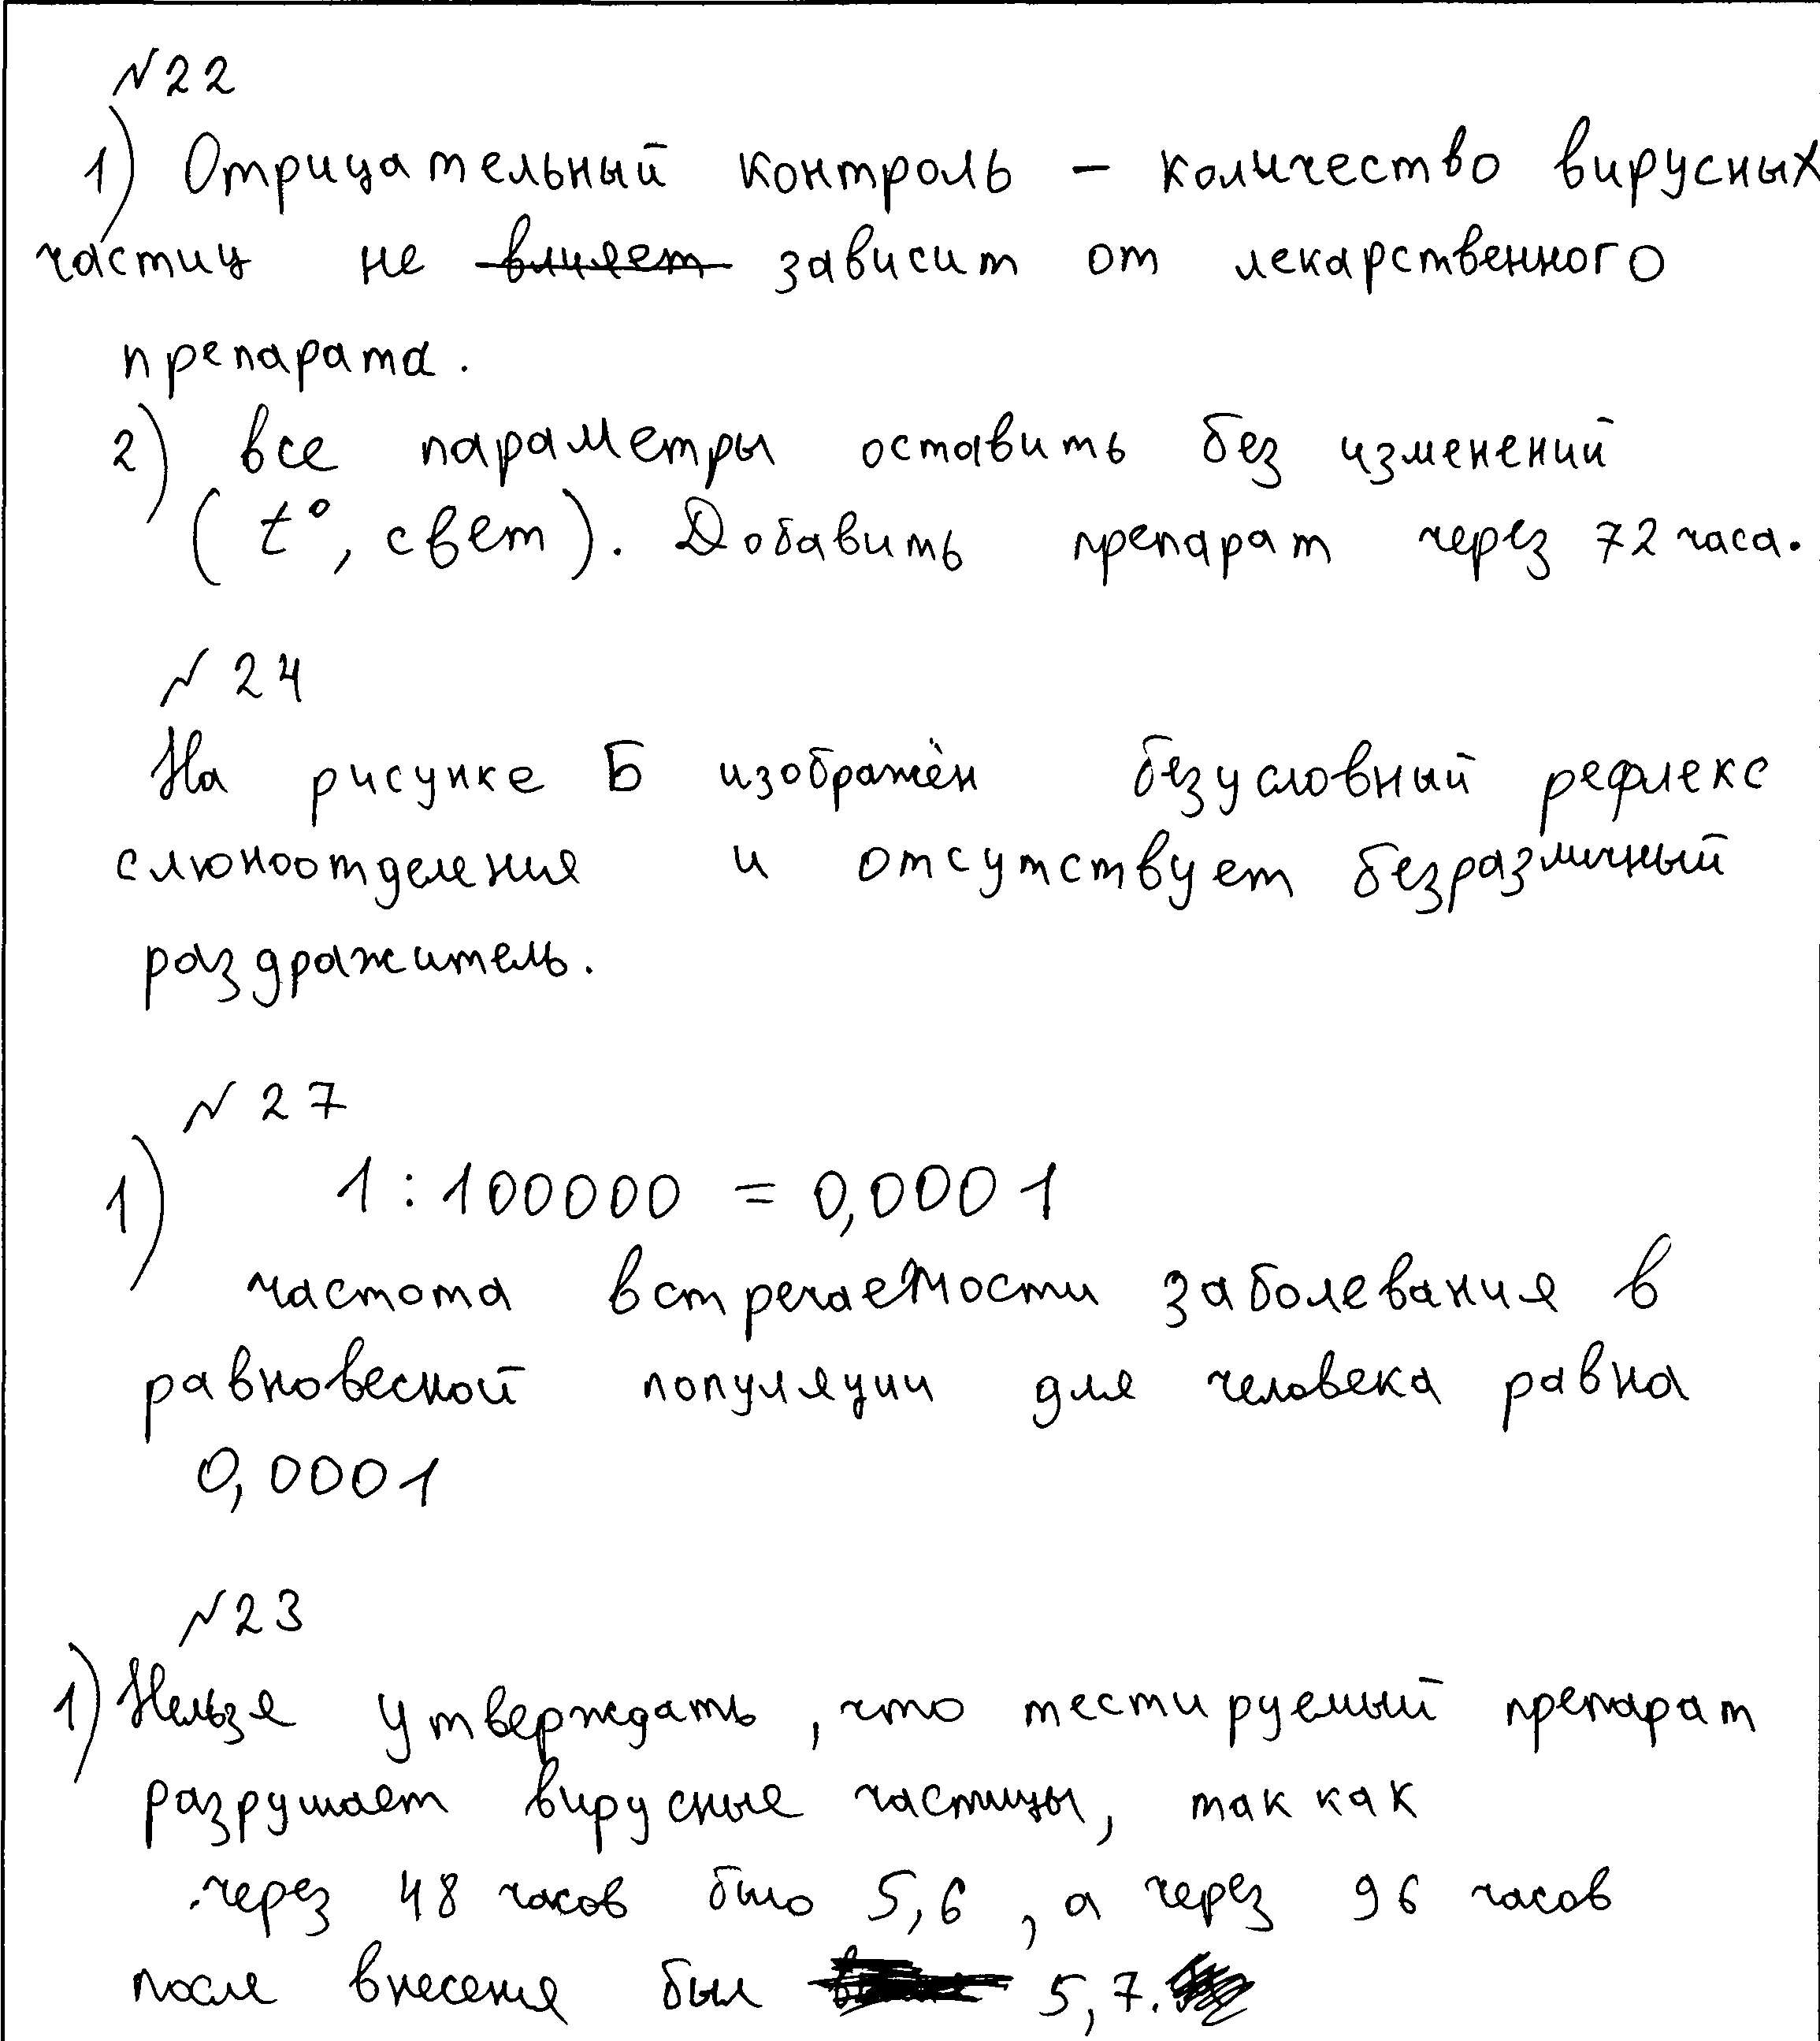 №22
1) Отрицательный контроль – количество вирусных
частиц не влияет зависит от лекарственного
препарата.
2) все параметры оставить без изменений
(t°, свет). Добавить препарат через 72 часа.
№24
На рисунке Б изображён безусловный рефлекс
слюноотделения и отсутствует безразличный
раздражитель.
№27
1) 1 : 100000 = 0,0001
частота встречаемости заболевания в
равновесной популяции для человека равна
0,0001
№23
1) Нельзя утверждать, что тестируемый препарат
разрушает вирусные частицы, так как
через 48 часов было 5,6, а через 96 часов
после внесеня был 5,7.